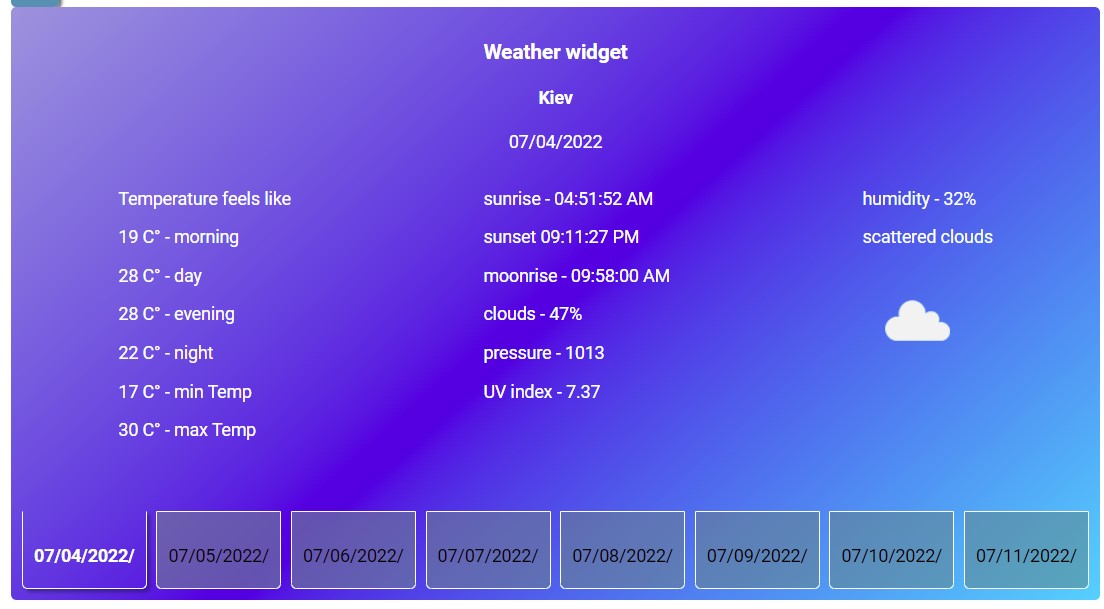 Weather widget
Kiev
07/04/2022
Temperature feels like
19 C° - morning
28 C° - day
28 C° - evening
22 C° - night
17 C° - min Temp
30 C° - max Temp
sunrise - 04:51:52 AM
sunset 09:11:27 PM
moonrise - 09:58:00 AM
clouds - 47%
pressure - 1013
UV index - 7.37
humidity - 32%
scattered clouds
07/04/2022/
07/05/2022/
07/06/2022/
07/07/2022/
07/08/2022/
07/09/2022/
07/10/2022/
07/11/2022/